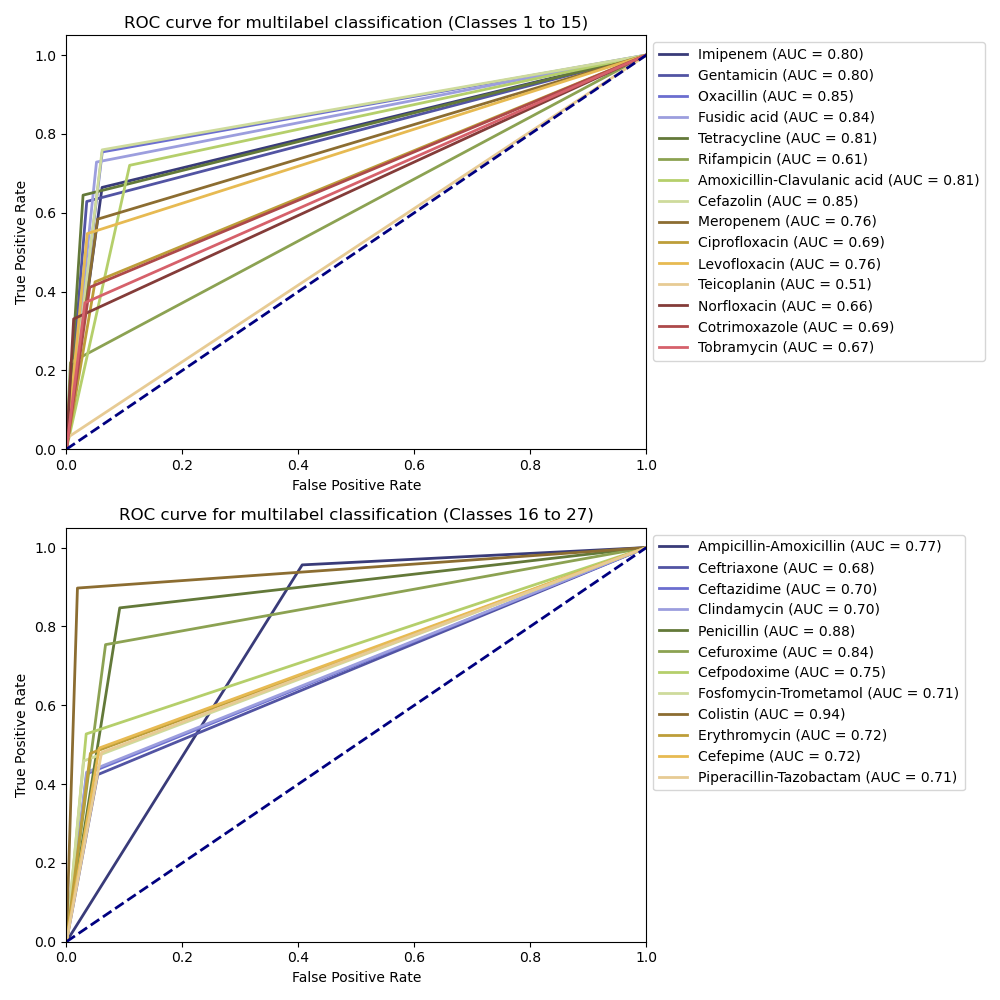 ROC curve for multilabel classification (Classes 1 to 15)
1.0
0.8
0.6
0.4
0.2
0.0
True Positive Rate
0.0 0.2 0.4 0.6 0.8 1.0
False Positive Rate
Imipenem (AUC = 0.80)
Gentamicin (AUC = 0.80)
Oxacillin (AUC = 0.85)
Fusidic acid (AUC = 0.84)
Tetracycline (AUC = 0.81)
Rifampicin (AUC = 0.61)
Amoxicillin-Clavulanic acid (AUC = 0.81)
Cefazolin (AUC = 0.85)
Meropenem (AUC = 0.76)
Ciprofloxacin (AUC = 0.69)
Levofloxacin (AUC = 0.76)
Teicoplanin (AUC = 0.51)
Norfloxacin (AUC = 0.66)
Cotrimoxazole (AUC = 0.69)
Tobramycin (AUC = 0.67)
ROC curve for multilabel classification (Classes 16 to 27)
1.0
0.8
0.6
0.4
0.2
0.0
True Positive Rate
0.0 0.2 0.4 0.6 0.8 1.0
False Positive Rate
Ampicillin-Amoxicillin (AUC = 0.77)
Ceftriaxone (AUC = 0.68)
Ceftazidime (AUC = 0.70)
Clindamycin (AUC = 0.70)
Penicillin (AUC = 0.88)
Cefuroxime (AUC = 0.84)
Cefpodoxime (AUC = 0.75)
Fosfomycin-Trometamol (AUC = 0.71)
Colistin (AUC = 0.94)
Erythromycin (AUC = 0.72)
Cefepime (AUC = 0.72)
Piperacillin-Tazobactam (AUC = 0.71)